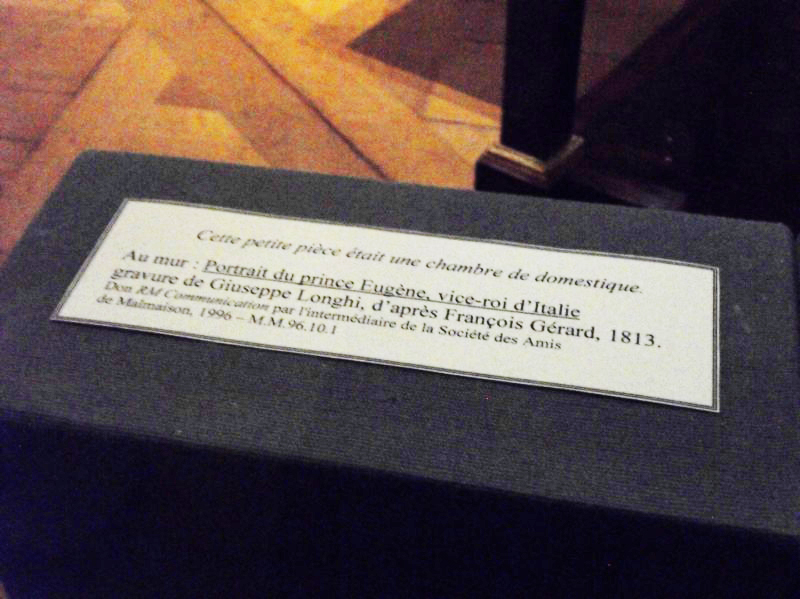 Cette petite pièce était une chambre de domestique.
Au mur : Portrait du prince Eugène, vice-roi d'Italie
gravure de Giuseppe Longhi, d'après François Gérard, 1813.
Don RM Communication par l'intermédiaire de la Société des Amis
de Malmaison, 1996 – M.M.96.10.1